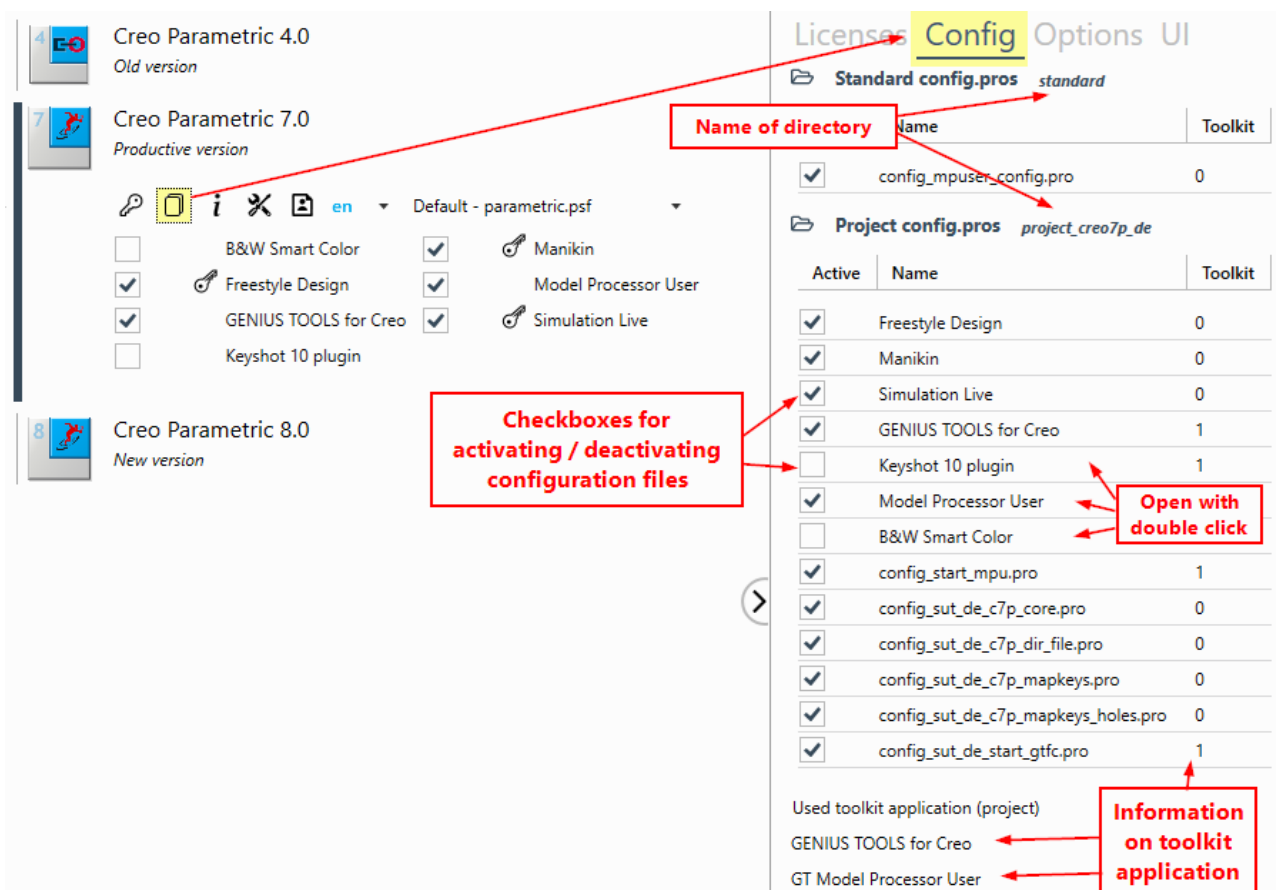 4
Creo Parametric 4.0
Old version
7
Creo Parametric 7.0
Productive version
i
en
Default - parametric.psf
B&W Smart Color
Manikin
Freestyle Design
Model Processor User
GENIUS TOOLS for Creo
Simulation Live
Keyshot 10 plugin
8
Creo Parametric 8.0
New version
Checkboxes for
activating / deactivating
configuration files
Licenses Config Options UI
Standard config.pros standard
Name of directory
Name Toolkit
config_mpuser_config.pro 0
Project config.pros project_creo7p_de
Active Name Toolkit
Freestyle Design 0
Manikin 0
Simulation Live 0
GENIUS TOOLS for Creo 1
Keyshot 10 plugin 1
Model Processor User
B&W Smart Color
Open with
double click
config_start_mpu.pro 1
config_sut_de_c7p_core.pro 0
config_sut_de_c7p_dir_file.pro 0
config_sut_de_c7p_mapkeys.pro 0
config_sut_de_c7p_mapkeys_holes.pro 0
config_sut_de_start_gtfc.pro 1
Used toolkit application (project)
GENIUS TOOLS for Creo
GT Model Processor User
Information
on toolkit
application